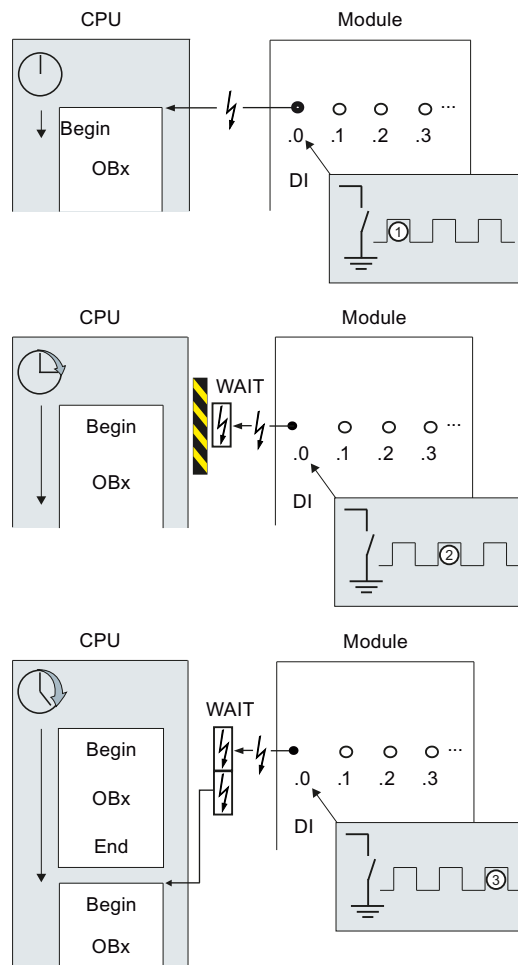 CPU
Module
Begin
OBx
.0 .1 .2 .3 ...
DI
1
CPU
Module
WAIT
Begin
OBx
.0 .1 .2 .3 ...
DI
2
CPU
Module
WAIT
Begin
OBx
End
.0 .1 .2 .3 ...
DI
3
Begin
OBx